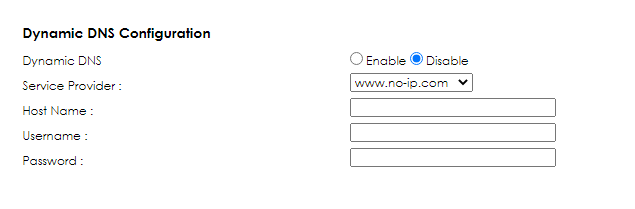 Dynamic DNS Configuration
Dynamic DNS Enable Disable
Service Provider : www.no-ip.com
Host Name :
Username :
Password :